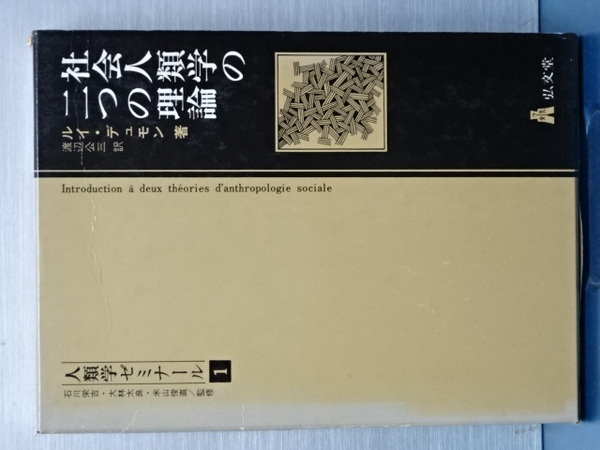 社会人類学の
二つの理論
ルイ・デュモン 著
渡辺公三 訳
弘文堂
Introduction à deux théories d'anthropologie sociale
人類学ゼミナール 1
石川栄吉・大林太良・米山俊直／監修